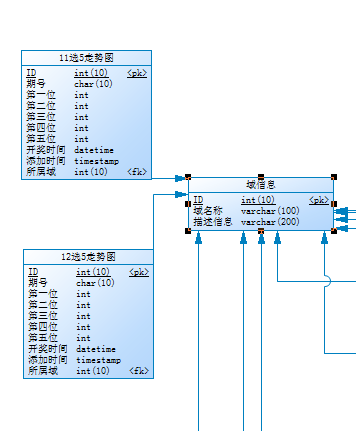 11选5走势图
ID int(10) <pk>
期号 char(10)
第一位 int
第二位 int
第三位 int
第四位 int
第五位 int
开奖时间 datetime
添加时间 timestamp
所属域 int(10) <fk>
域信息
ID int(10) <pk>
域名称 varchar(100)
描述信息 varchar(200)
12选5走势图
ID int(10) <pk>
期号 char(10)
第一位 int
第二位 int
第三位 int
第四位 int
第五位 int
开奖时间 datetime
添加时间 timestamp
所属域 int(10) <fk>